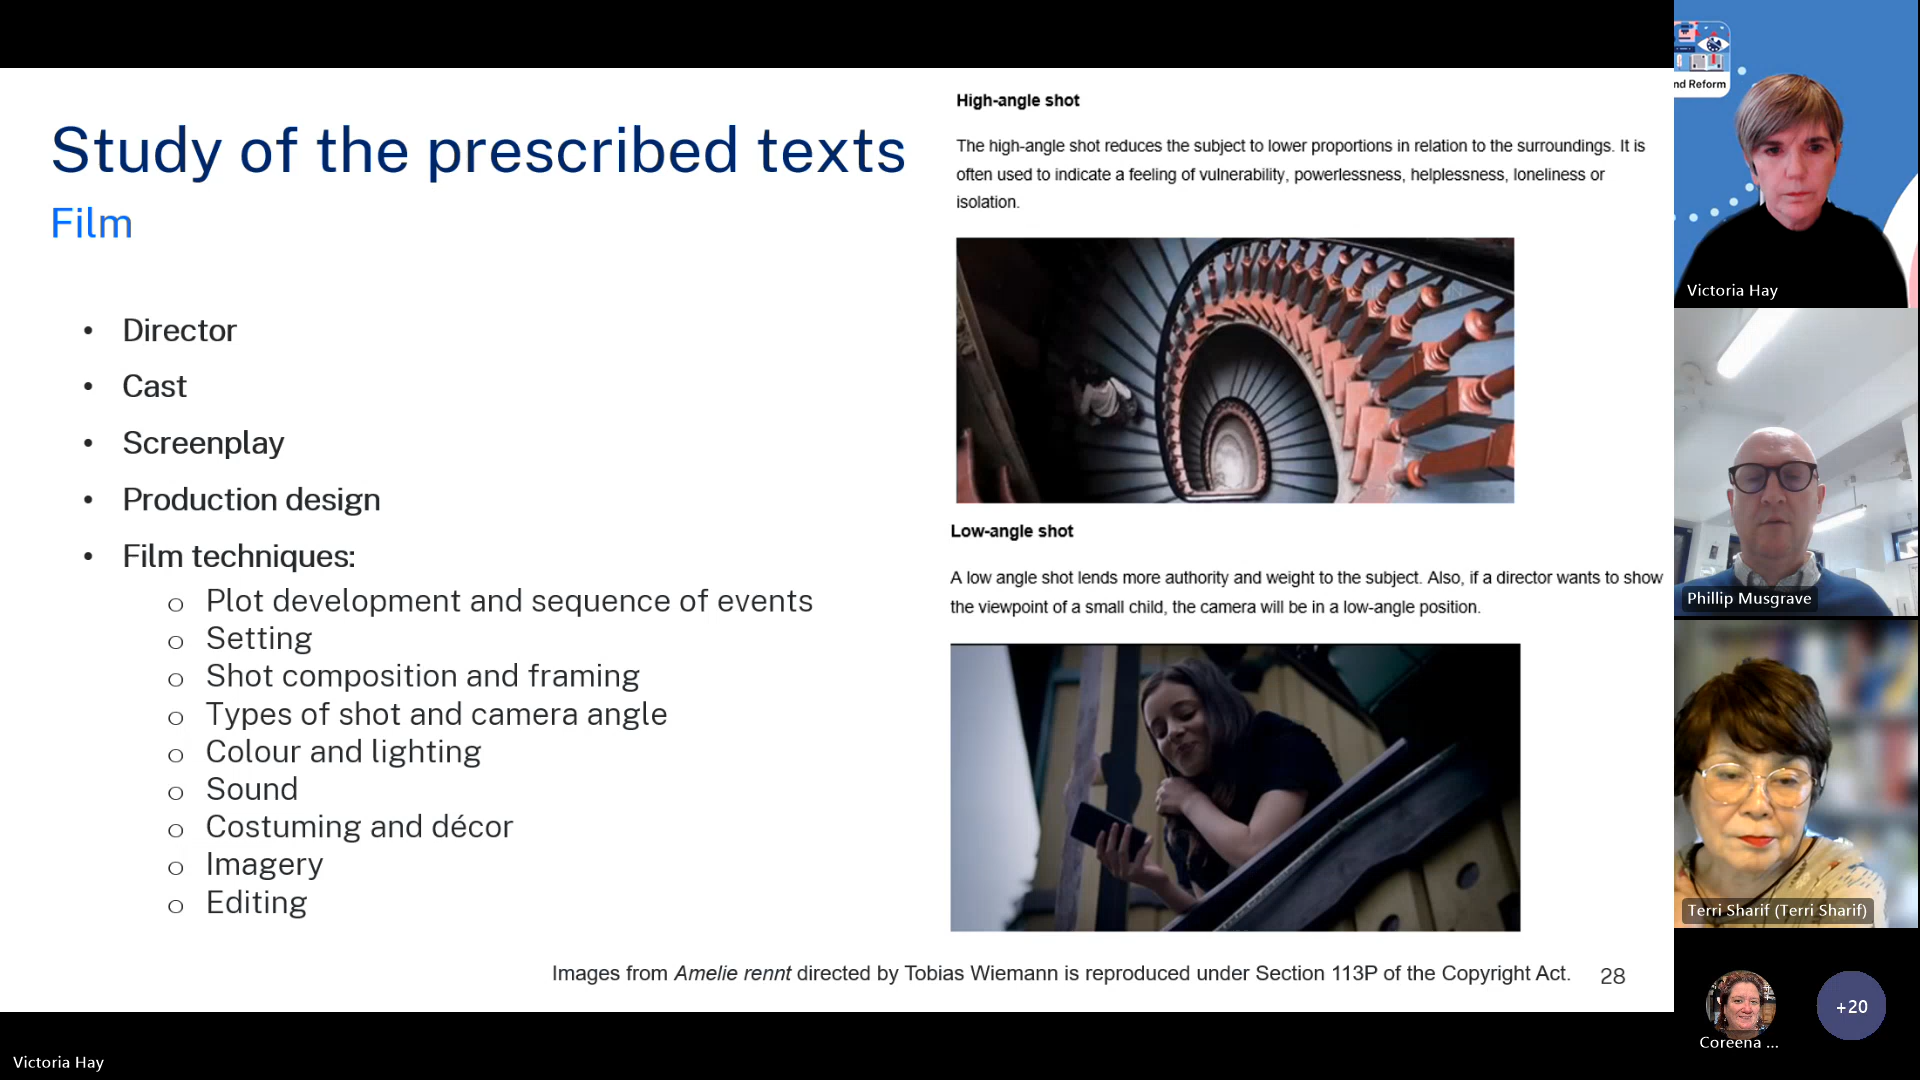 Study of the prescribed texts
Film
• Director
• Cast
• Screenplay
• Production design
• Film techniques:
o Plot development and sequence of events
o Setting
o Shot composition and framing
o Types of shot and camera angle
o Colour and lighting
o Sound
o Costuming and décor
o Imagery
o Editing
High-angle shot
The high-angle shot reduces the subject to lower proportions in relation to the surroundings. It is
often used to indicate a feeling of vulnerability, powerlessness, helplessness, loneliness or
isolation.
Low-angle shot
A low angle shot lends more authority and weight to the subject. Also, if a director wants to show
the viewpoint of a small child, the camera will be in a low-angle position.
Images from Amelie rennt directed by Tobias Wiemann is reproduced under Section 113P of the Copyright Act.
28
nd Reform
Victoria Hay
Phillip Musgrave
Terri Sharif (Terri Sharif)
Coreena ...
+20
Victoria Hay